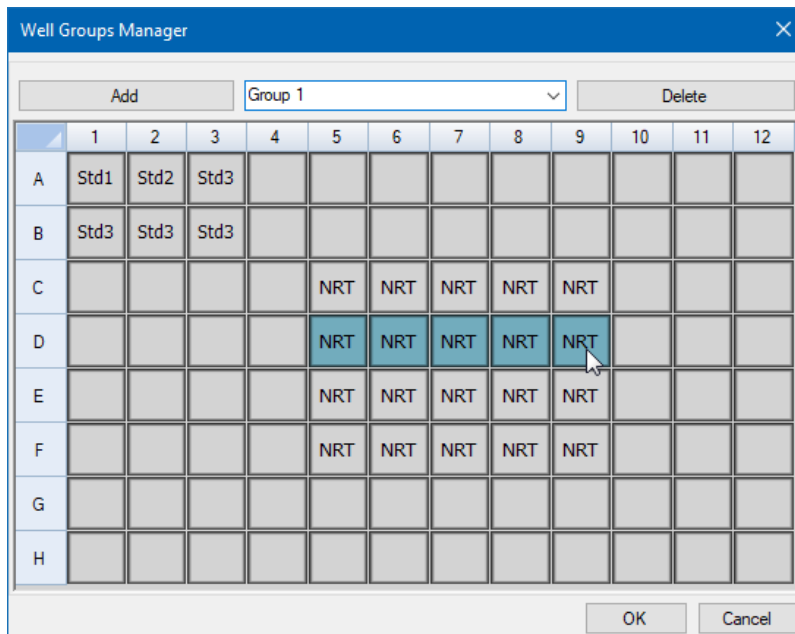 Well Groups Manager
Add Group 1 Delete
1 2 3 4 5 6 7 8 9 10 11 12
A Std1 Std2 Std3
B Std3 Std3 Std3
C NRT NRT NRT NRT NRT
D NRT NRT NRT NRT NRT
E NRT NRT NRT NRT NRT
F NRT NRT NRT NRT NRT
G
H
OK Cancel